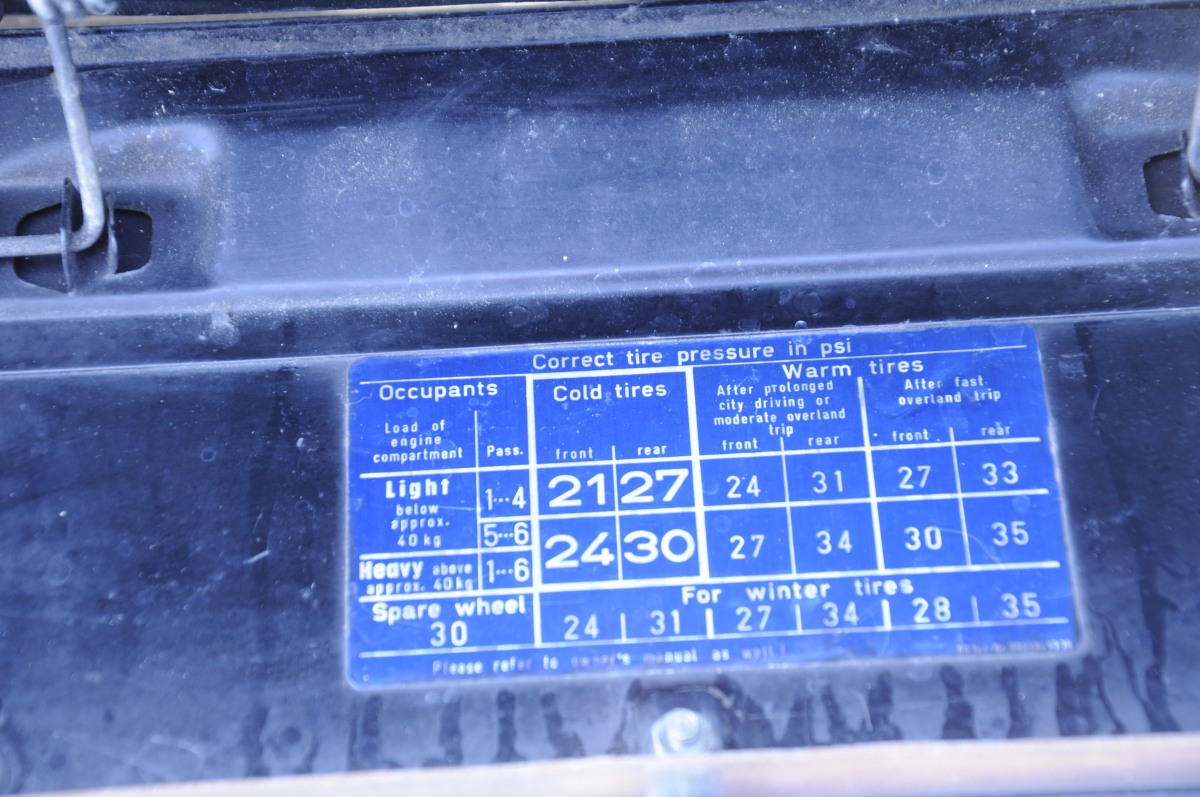 Correct tire pressure in psi
Occupants Cold tires Warm tires
Load of engine compartment Pass. front rear After prolonged city driving or moderate overland trip front rear After fast overland trip front rear
Light below approx. 40 kg 1...4 21 27 24 31 27 33
5...6 24 30 27 34 30 35
Heavy above approx. 40 kg 1...6
Spare wheel 30 For winter tires
24 31 27 34 28 35
Please refer to owner's manual as well!